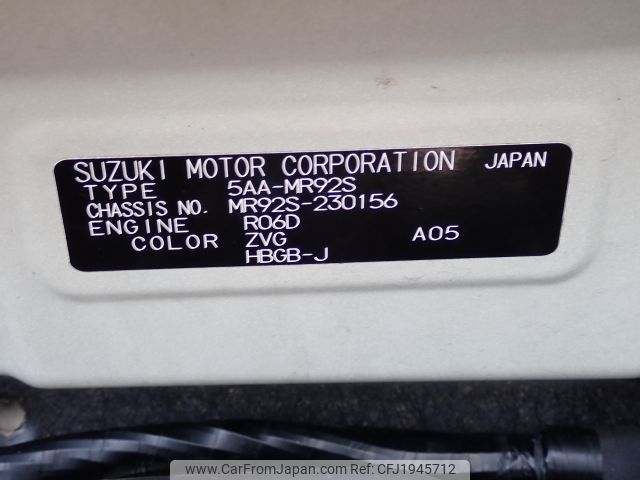 SUZUKI MOTOR CORPORATION JAPAN
TYPE 5AA-MR92S
CHASSIS NO. MR92S-230156
ENGINE R06D
COLOR ZVG A05
HBGB-J
www.CarFromJapan.com Ref No: CFJ1945712